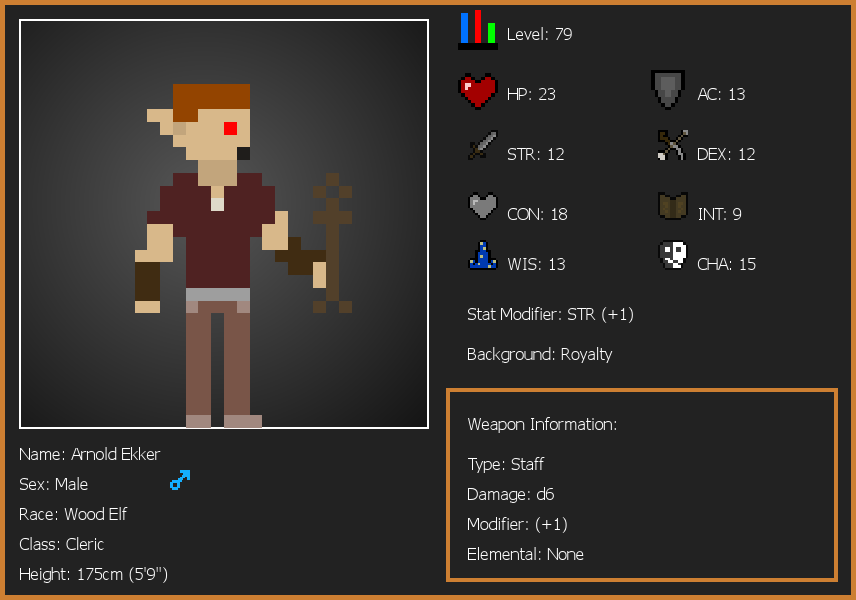 Level: 79
HP: 23
AC: 13
STR: 12
DEX: 12
CON: 18
INT: 9
WIS: 13
CHA: 15
Stat Modifier: STR (+1)
Background: Royalty
Weapon Information:
Type: Staff
Damage: d6
Modifier: (+1)
Elemental: None
Name: Arnold Ekker
Sex: Male
Race: Wood Elf
Class: Cleric
Height: 175cm (5'9")